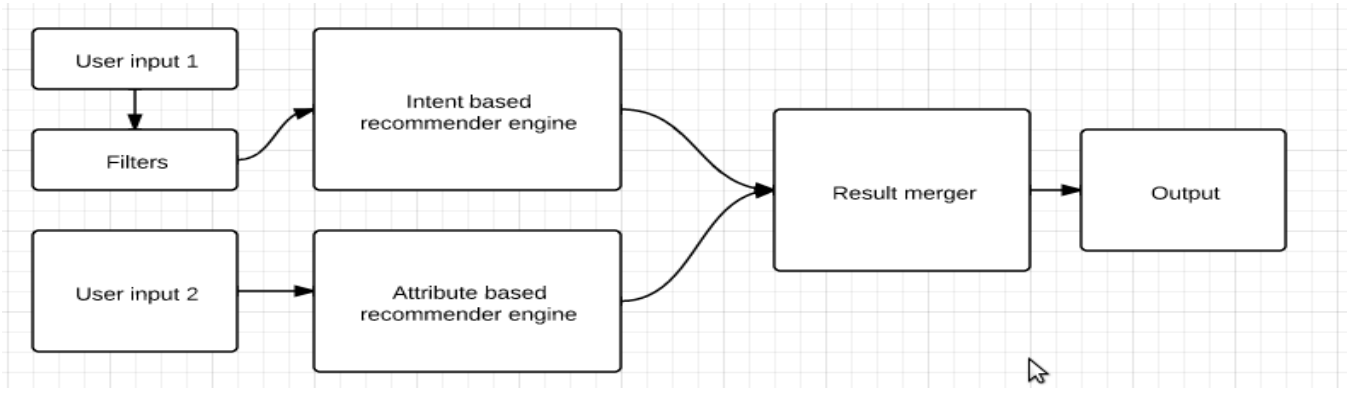 User input 1
Filters
Intent based
recommender engine
User input 2
Attribute based
recommender engine
Result merger
Output